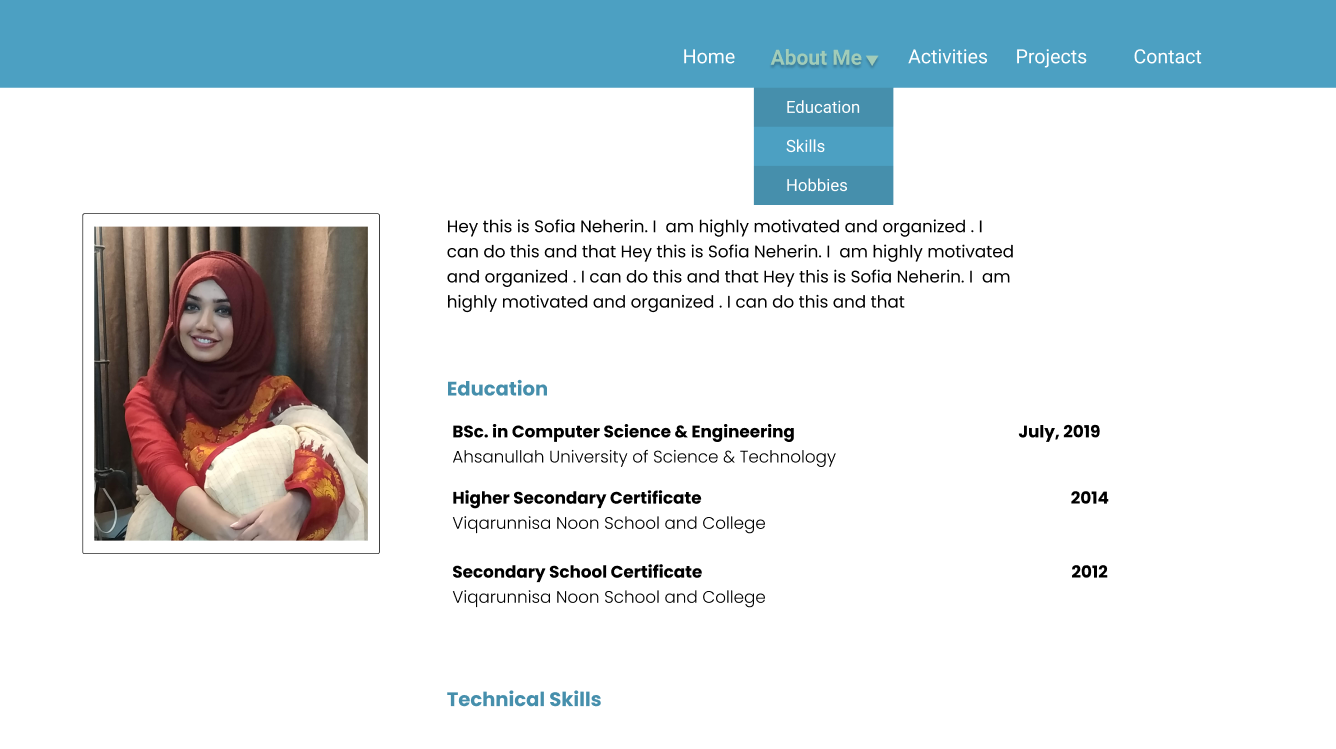 Home About Me Activities Projects Contact
Education
Skills
Hobbies
Hey this is Sofia Neherin. I  am highly motivated and organized . I
can do this and that Hey this is Sofia Neherin. I  am highly motivated
and organized . I can do this and that Hey this is Sofia Neherin. I  am
highly motivated and organized . I can do this and that
Education
BSc. in Computer Science & Engineering July, 2019
Ahsanullah University of Science & Technology
Higher Secondary Certificate 2014
Viqarunnisa Noon School and College
Secondary School Certificate 2012
Viqarunnisa Noon School and College
Technical Skills